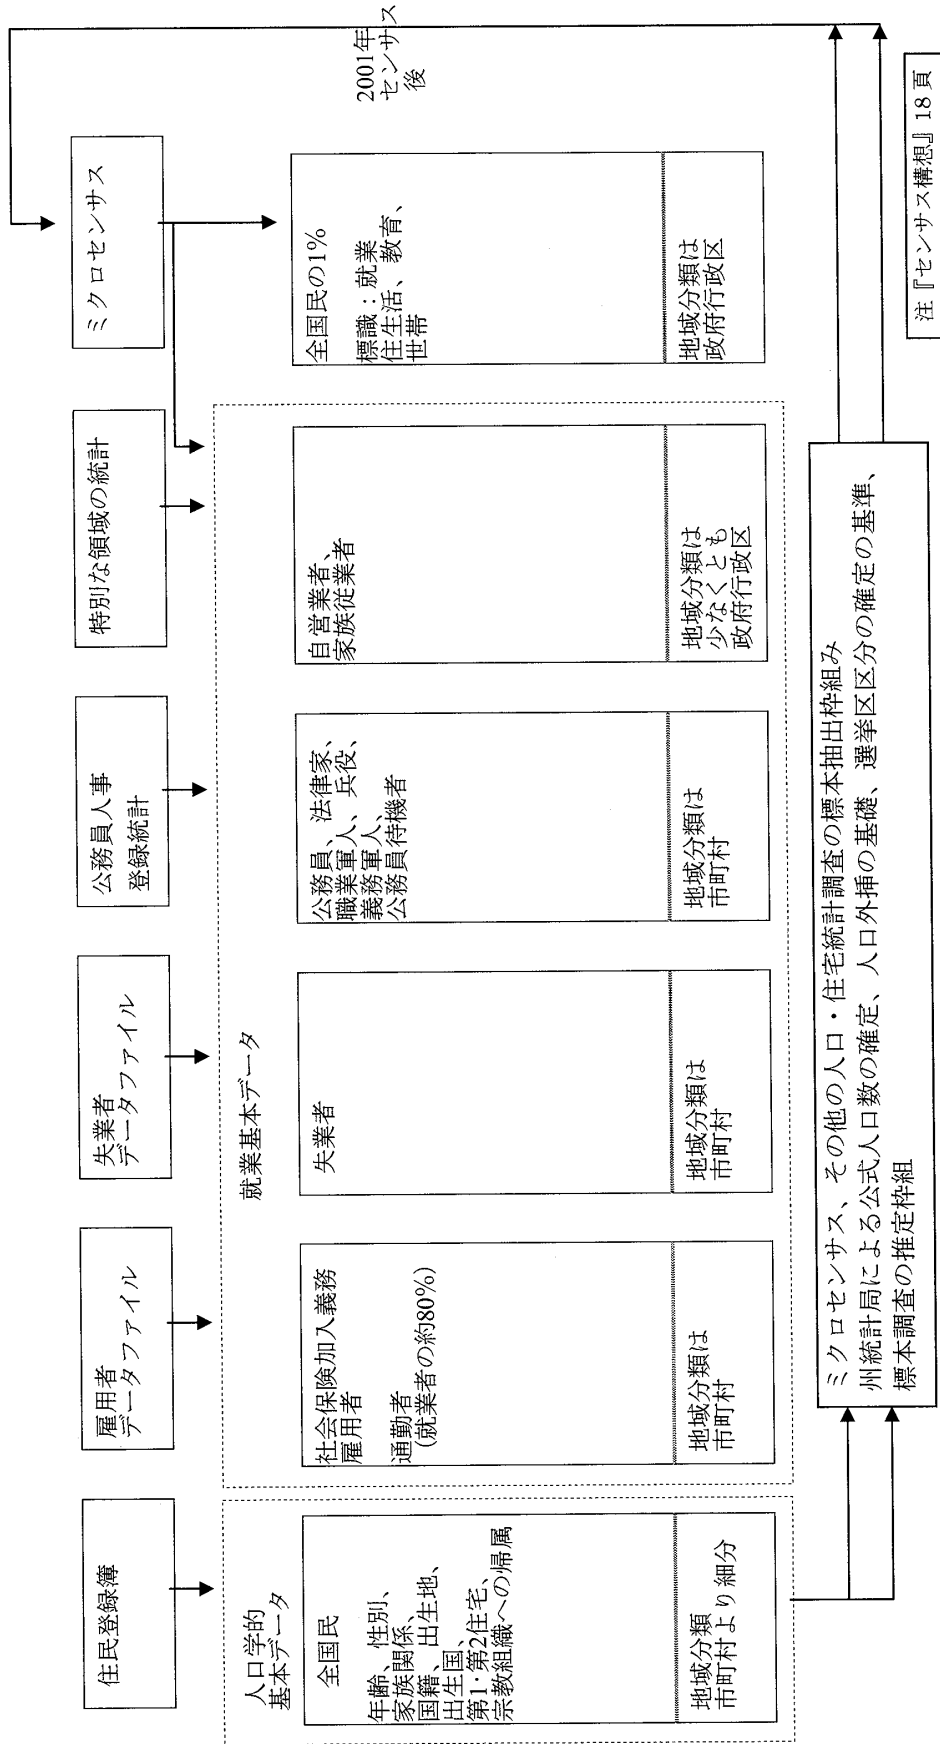 住民登録簿
雇用者
データファイル
失業者
データファイル
公務員人事
登録統計
特別な領域の統計
ミクロセンサス
2001年
センサス
後
人口学的
基本データ
就業基本データ
全国民
年齢、性別、
家族関係、
国籍、出生地、
出生国、
第1・第2住宅、
宗教組織への帰属
地域分類
市町村より細分
社会保険加入義務
雇用者
通勤者
(就業者の約80%)
地域分類は
市町村
失業者
地域分類は
市町村
公務員、法律家、
職業軍人、兵役、
義務軍人、
公務員待機者
地域分類は
市町村
自営業者、
家族従業者
地域分類は
少なくとも
政府行政区
全国民の1%
標識：就業
住生活、教育、
世帯
地域分類は
政府行政区
ミクロセンサス、その他の人口・住宅統計調査の標本抽出枠組み
州統計局による公式人口数の確定、人口外挿の基礎、選挙区区分の確定の基準、
標本調査の推定枠組
注『センサス構想』18頁